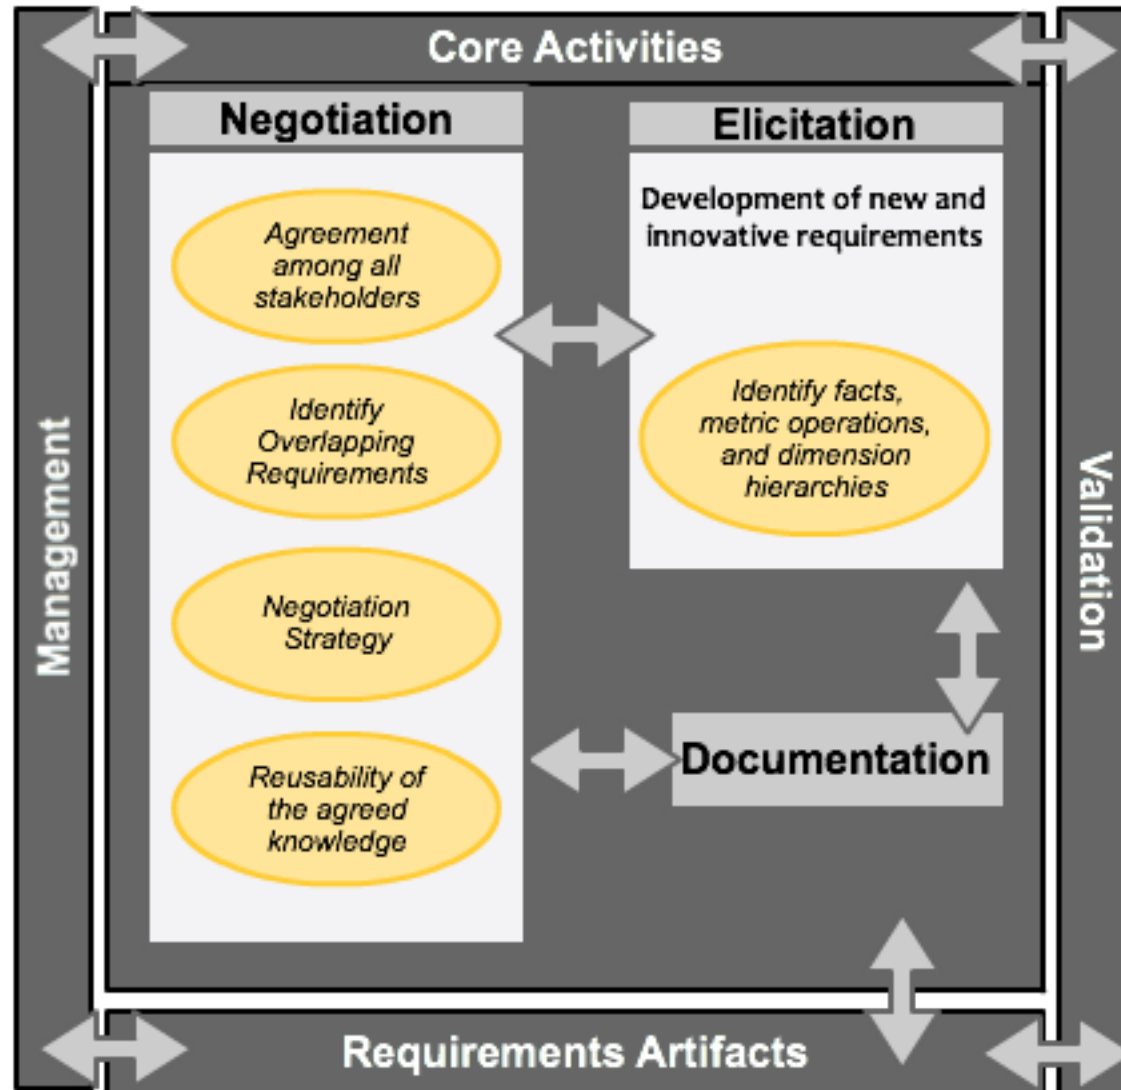 Core Activities
Management
Negotiation
Agreement
among all
stakeholders
Identify
Overlapping
Requirements
Negotiation
Strategy
Reusability of
the agreed
knowledge
Elicitation
Development of new and
innovative requirements
Identify facts,
metric operations,
and dimension
hierarchies
Documentation
Validation
Requirements Artifacts